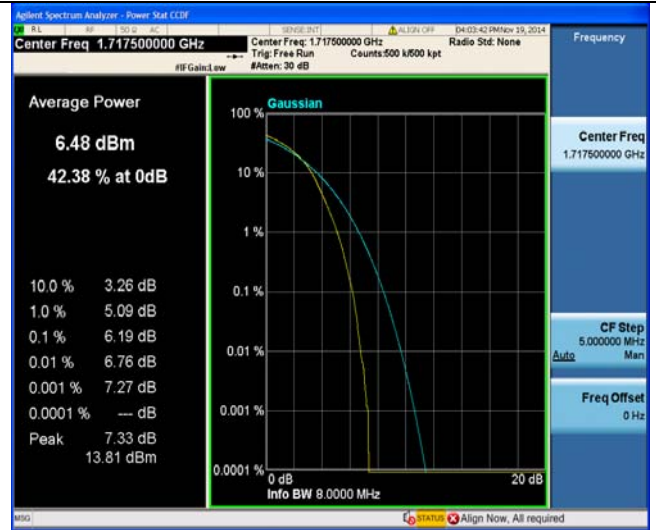 Agilent Spectrum Analyzer - Power Stat CCDF
RL RF 50 Ω AC SENSE:INT ALIGN OFF 04:03:42 PM Nov 19, 2014
Center Freq 1.717500000 GHz
Center Freq: 1.717500000 GHz Radio Std: None
Trig: Free Run Counts:500 k/500 kpt
#IFGain:Low #Atten: 30 dB
Frequency
Average Power
6.48 dBm
42.38 % at 0dB
10.0 % 3.26 dB
1.0 % 5.09 dB
0.1 % 6.19 dB
0.01 % 6.76 dB
0.001 % 7.27 dB
0.0001 % --- dB
Peak 7.33 dB
13.81 dBm
Gaussian
100 %
10 %
1 %
0.1 %
0.01 %
0.001 %
0.0001 %
0 dB 20 dB
Info BW 8.0000 MHz
Center Freq
1.717500000 GHz
CF Step
5.000000 MHz
Auto Man
Freq Offset
0 Hz
MSG STATUS Align Now, All required